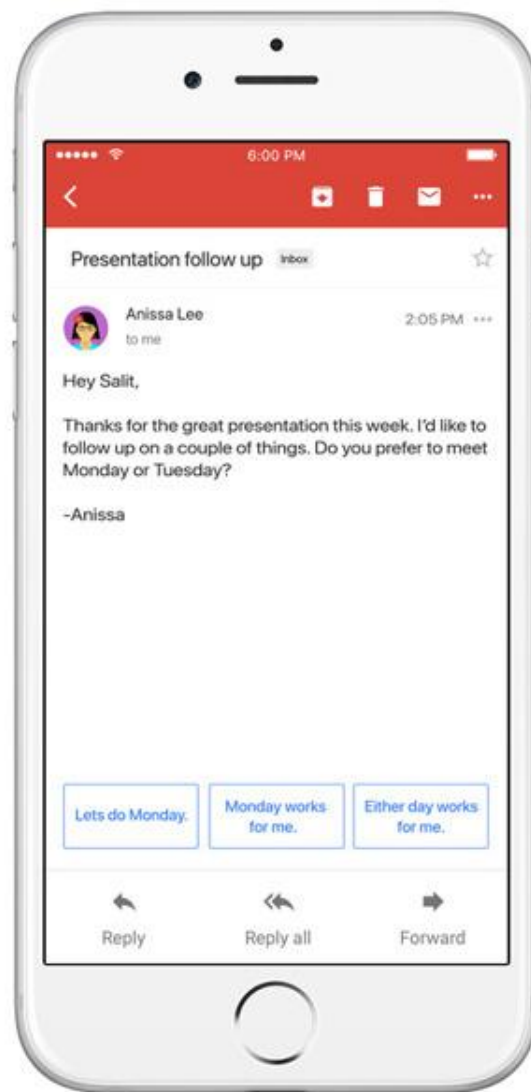 6:00 PM
Presentation follow up Inbox
Anissa Lee 2:05 PM
to me
Hey Salit,
Thanks for the great presentation this week. I'd like to
follow up on a couple of things. Do you prefer to meet
Monday or Tuesday?
-Anissa
Lets do Monday.
Monday works
for me.
Either day works
for me.
Reply Reply all Forward